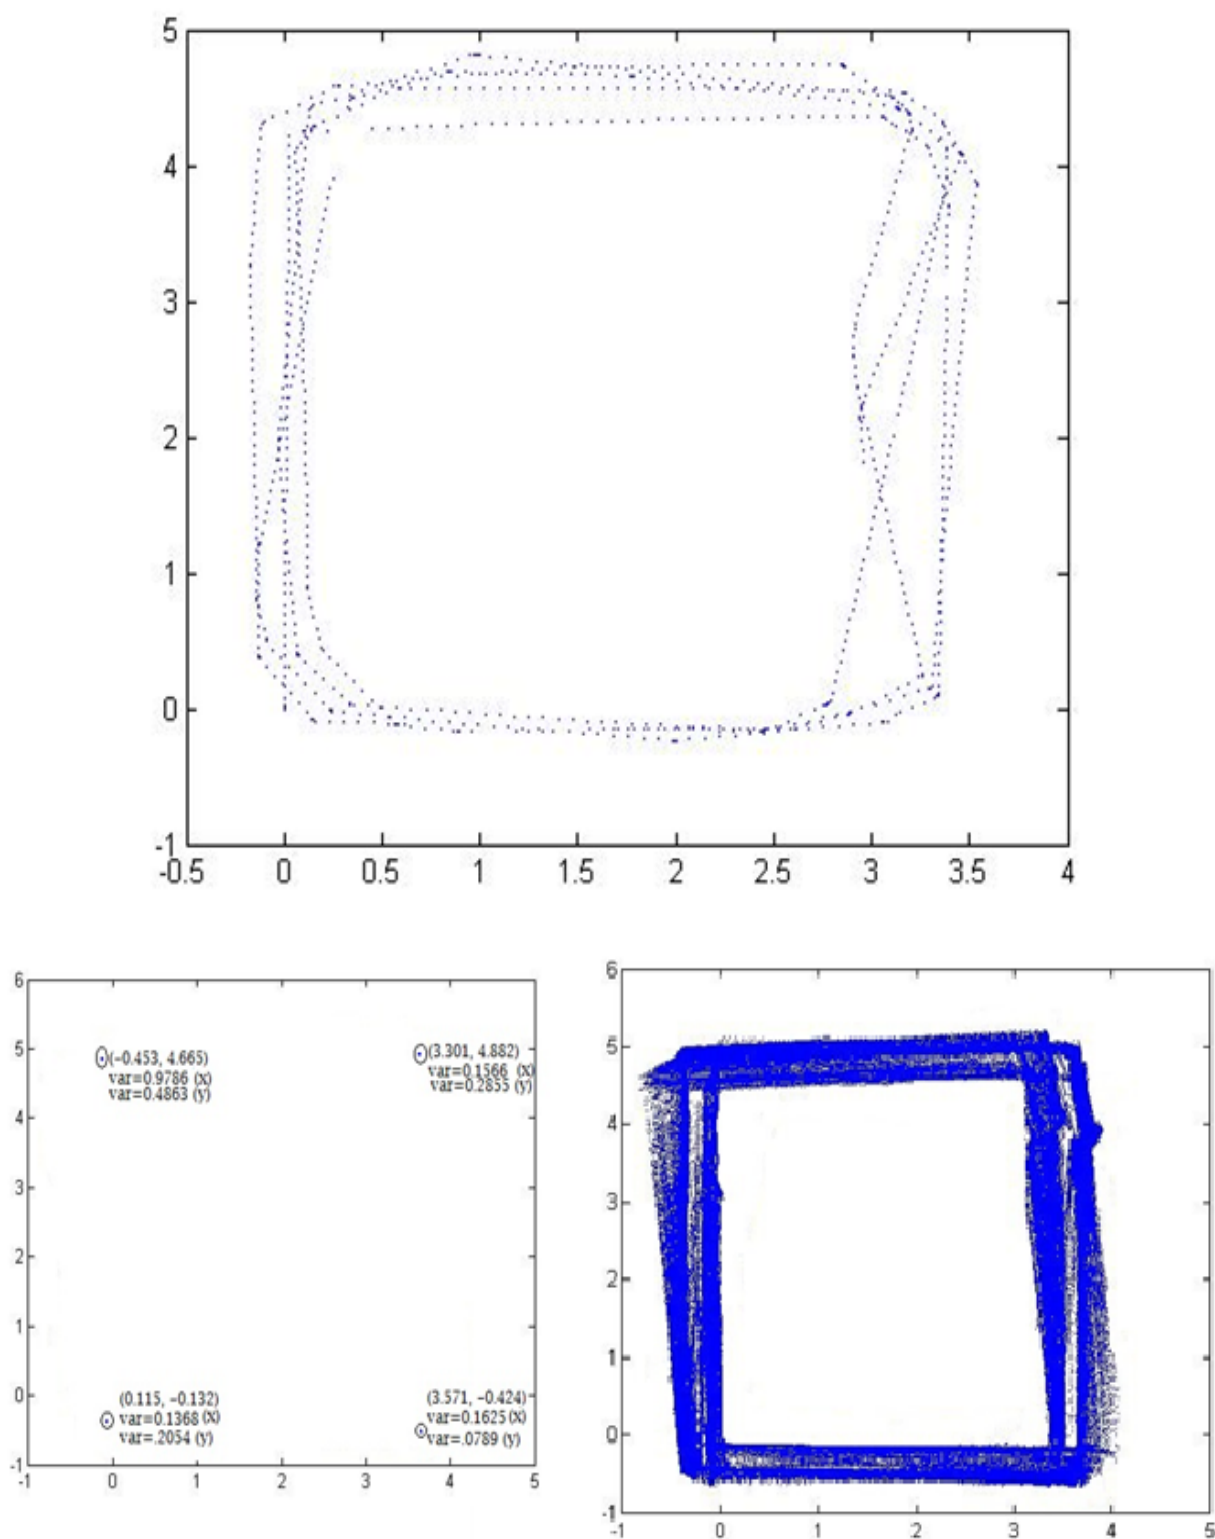 5
4
3
2
1
0
-1
-0.5 0 0.5 1 1.5 2 2.5 3 3.5 4
6
5
4
3
2
1
0
-1
(−0.453, 4.665)
var=0.9786 (x)
var=0.4863 (y)
(3.301, 4.882)
var=0.1566 (x)
var=0.2855 (y)
(0.115, −0.132)
var=0.1368 (x)
var=.2054 (y)
(3.571, −0.424)
var=0.1625 (x)
var=.0789 (y)
-1 0 1 2 3 4 5
6
5
4
3
2
1
0
-1
-1 0 1 2 3 4 5